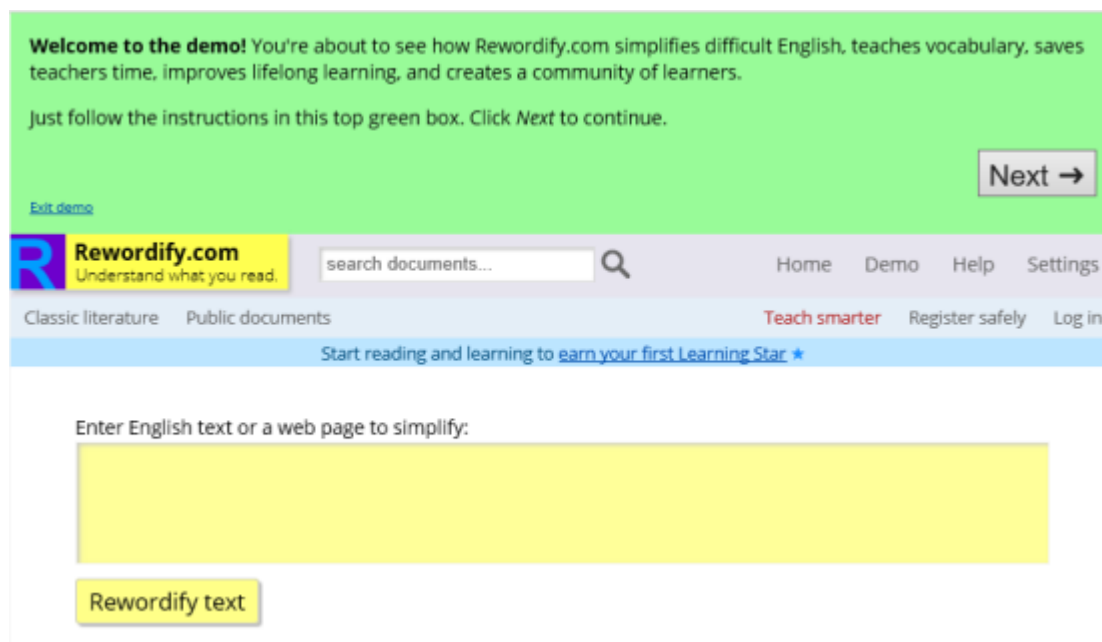 Welcome to the demo! You're about to see how Rewordify.com simplifies difficult English, teaches vocabulary, saves
teachers time, improves lifelong learning, and creates a community of learners.
Just follow the instructions in this top green box. Click Next to continue.
Next →
Exit demo
R
Rewordify.com
Understand what you read.
search documents...
Home Demo Help Settings
Classic literature Public documents
Teach smarter Register safely Log in
Start reading and learning to earn your first Learning Star ★
Enter English text or a web page to simplify:
Rewordify text